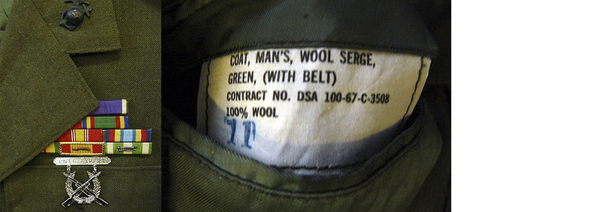 COAT, MAN'S, WOOL SERGE,
GREEN, (WITH BELT)
CONTRACT NO. DSA 100-67-C-3508
100% WOOL